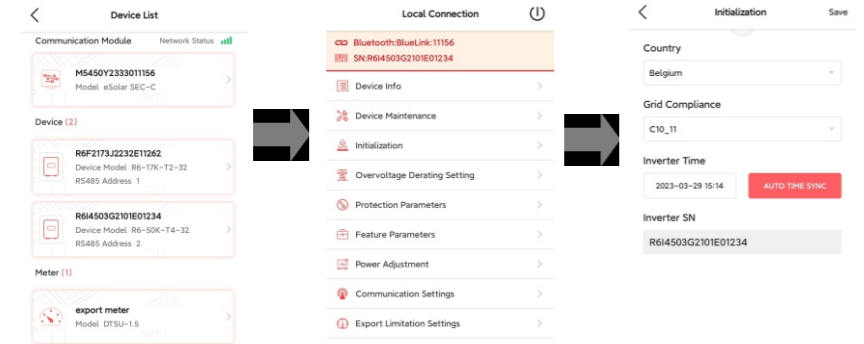 Device List
Communication Module Network Status
M5450Y2333011156
Model eSolar SEC-C
Device (2)
R6F2173J2232E11262
Device Model R6-17K-T2-32
RS485 Address 1
R6I4503G2101E01234
Device Model R6-50K-T4-32
RS485 Address 2
Meter (1)
export meter
Model DTSU-1.5
Local Connection
Bluetooth:BlueLink:11156
SN:R6I4503G2101E01234
Device Info
Device Maintenance
Initialization
Overvoltage Derating Setting
Protection Parameters
Feature Parameters
Power Adjustment
Communication Settings
Export Limitation Settings
Initialization Save
Country
Belgium
Grid Compliance
C10_11
Inverter Time
2023-03-29 15:14 AUTO TIME SYNC
Inverter SN
R6I4503G2101E01234